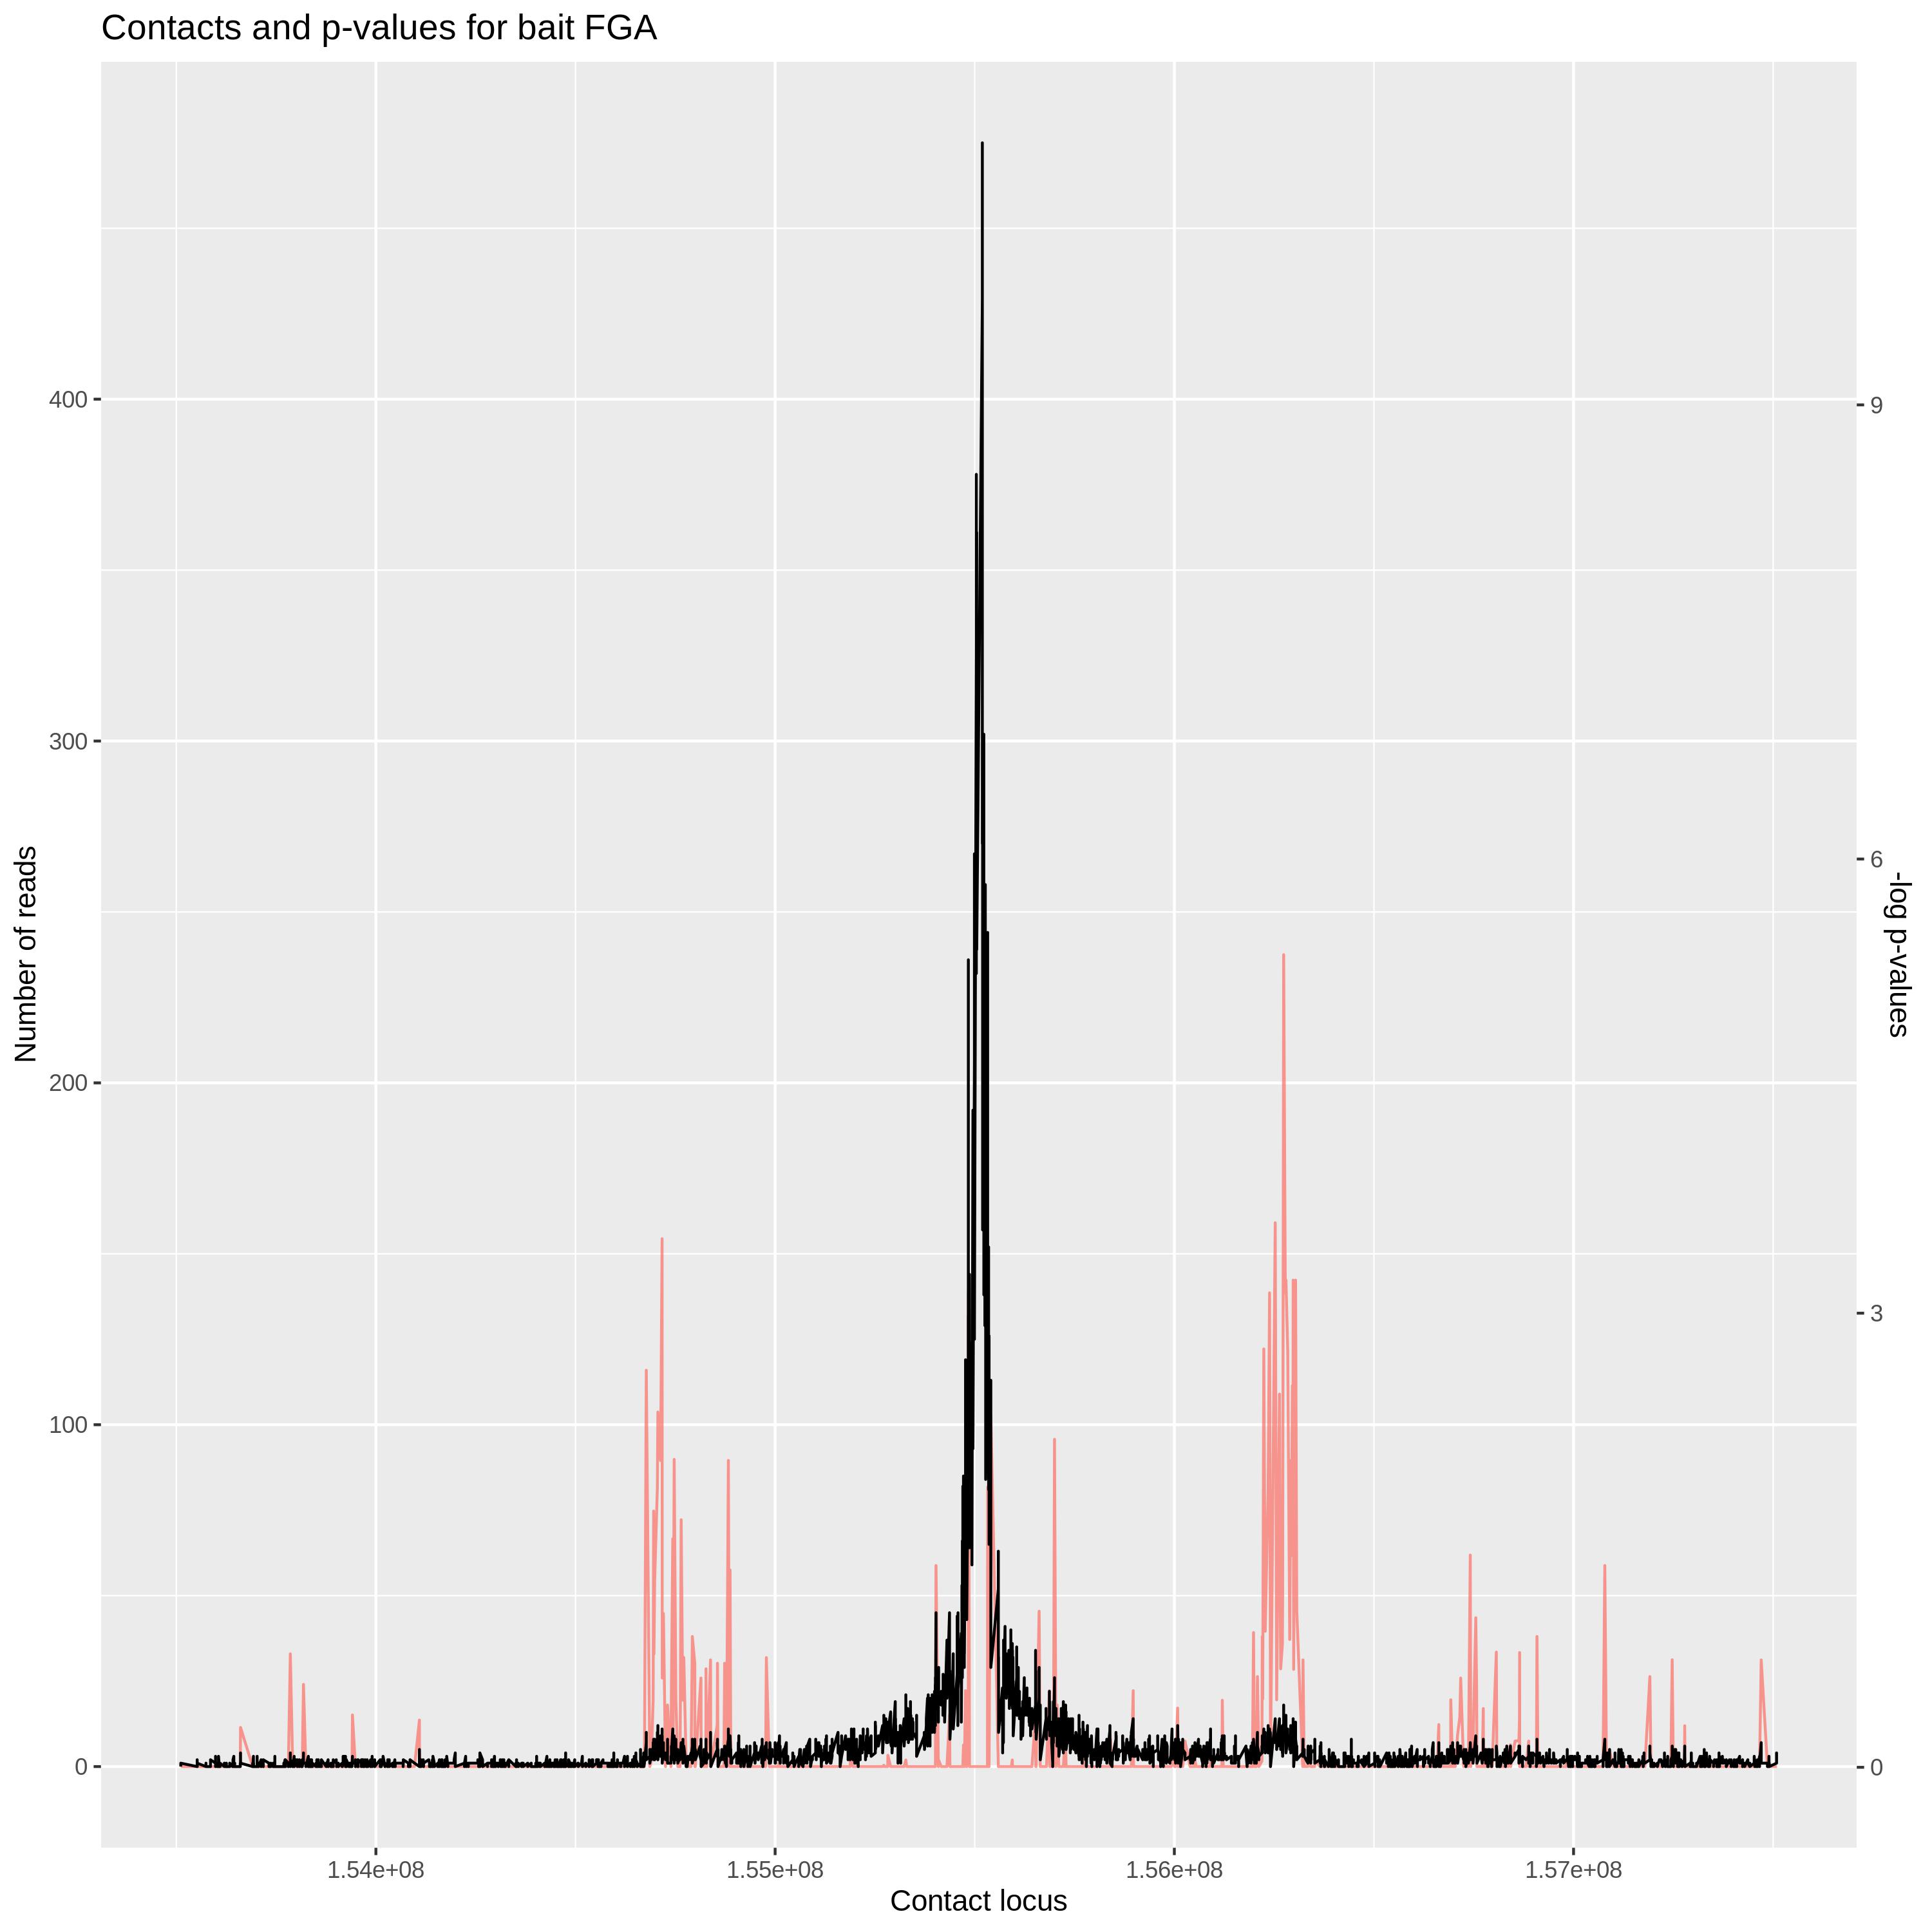 Contacts and p-values for bait FGA
Number of reads
400
300
200
100
0
9
6
3
0
-log p-values
1.54e+08
1.55e+08
1.56e+08
1.57e+08
Contact locus